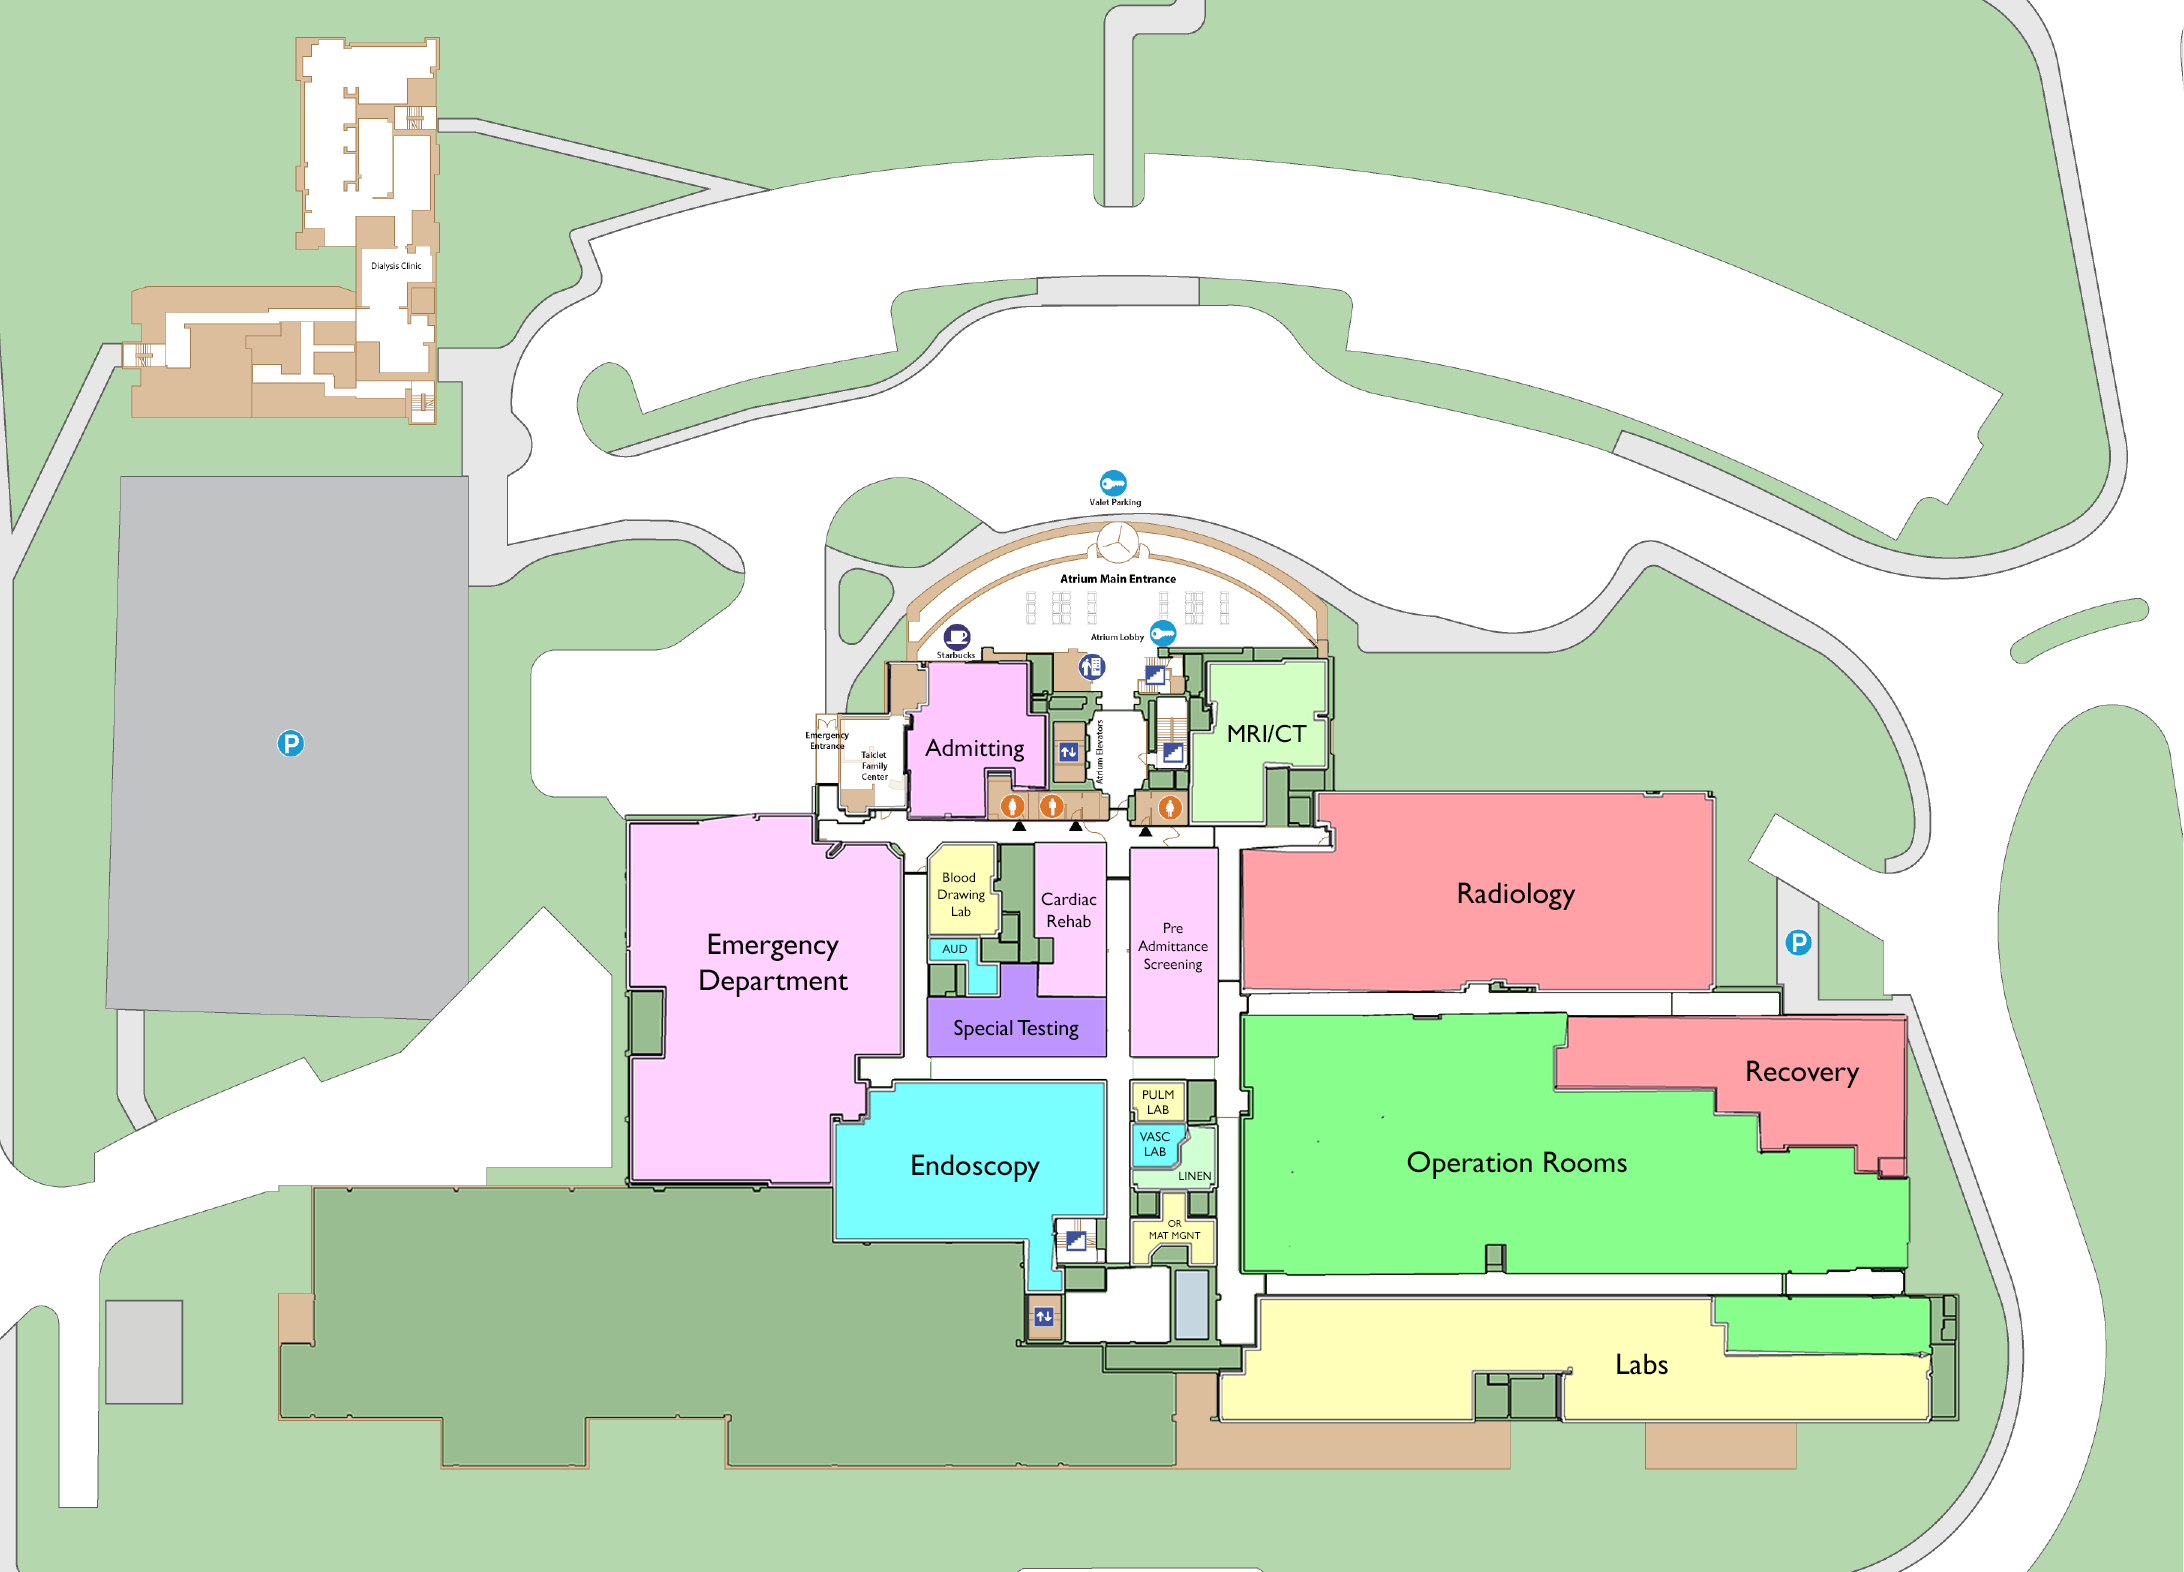 Dialysis Clinic
Valet Parking
Atrium Main Entrance
Atrium Lobby
Starbucks
Emergency
Entrance
Taiclet
Family
Center
Admitting
Atrium Elevators
MRI/CT
P
Blood
Drawing
Lab
Cardiac
Rehab
AUD
Pre
Admittance
Screening
Radiology
P
Emergency
Department
Special Testing
Recovery
PULM
LAB
VASC
LAB
LINEN
Endoscopy
Operation Rooms
OR
MAT MGNT
Labs